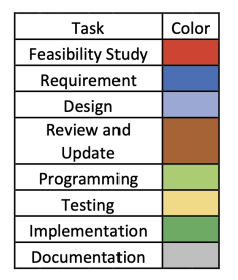 Task Color
Feasibility Study
Requirement
Design
Review and
Update
Programming
Testing
Implementation
Documentation